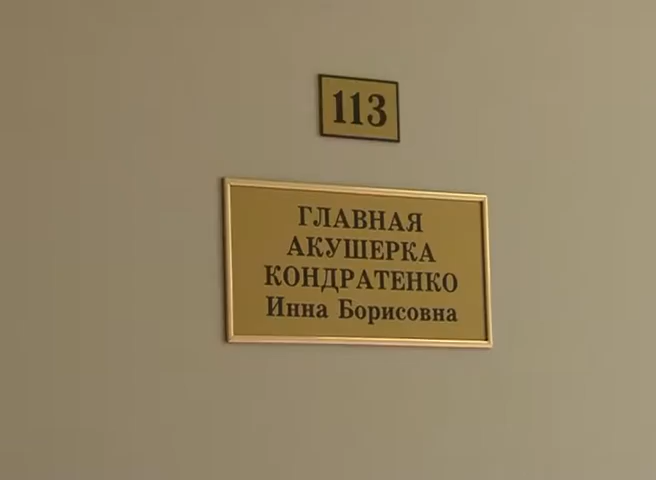 113
ГЛАВНАЯ
АКУШЕРКА
КОНДРАТЕНКО
Инна Борисовна